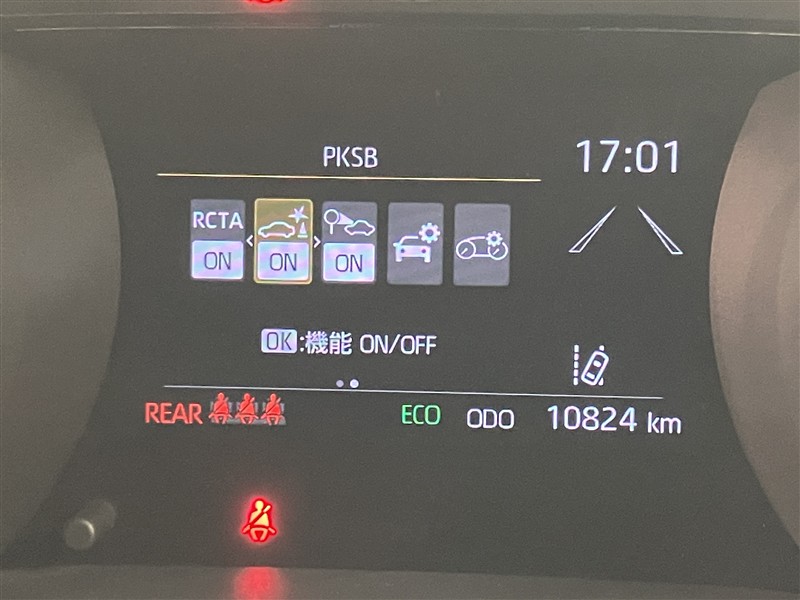 PKSB
17:01
RCTA
ON
ON
ON
OK:機能 ON/OFF
REAR
ECO
ODO
10824 km